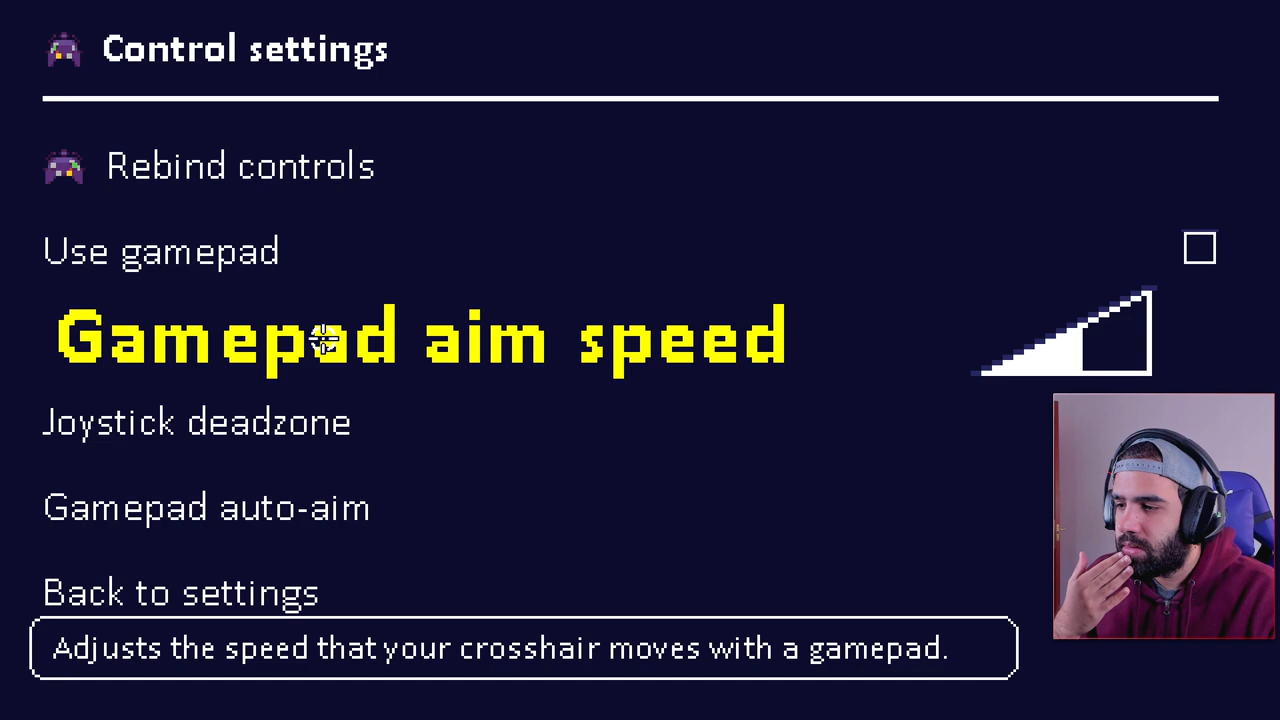 Control settings
Rebind controls
Use gamepad
Gamepad aim speed
Joystick deadzone
Gamepad auto-aim
Back to settings
Adjusts the speed that your crosshair moves with a gamepad.